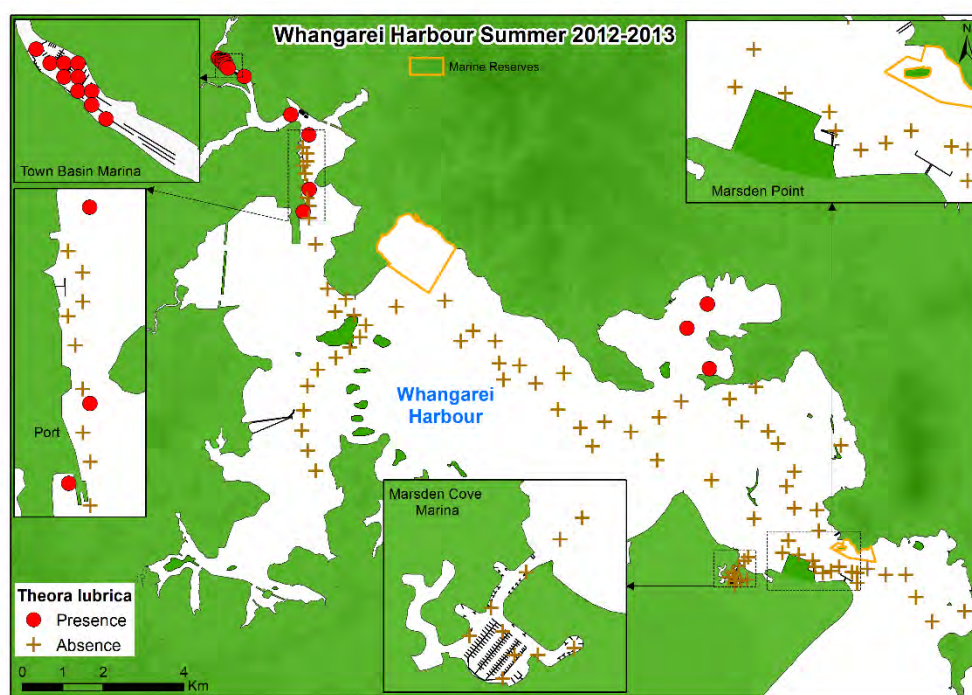 Whangarei Harbour Summer 2012-2013
Marine Reserves
N
Town Basin Marina
Marsden Point
Port
Whangarei
Harbour
Marsden Cove
Marina
Theora lubrica
Presence
Absence
0 1 2 4
Km